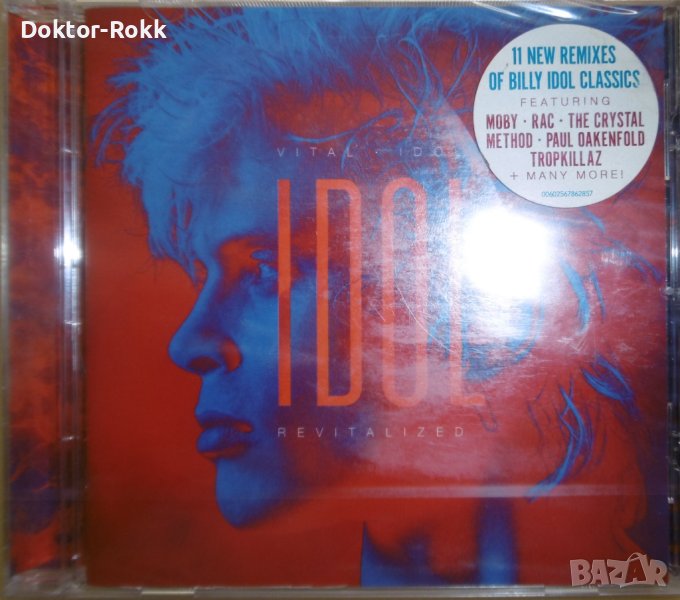 Doktor-Rokk
11 NEW REMIXES
OF BILLY IDOL CLASSICS
FEATURING
MOBY · RAC · THE CRYSTAL
METHOD · PAUL OAKENFOLD
TROPKILLAZ
+ MANY MORE!
00602567862857
VITAL · IDOL
IDOL
REVITALIZED
BAZAR